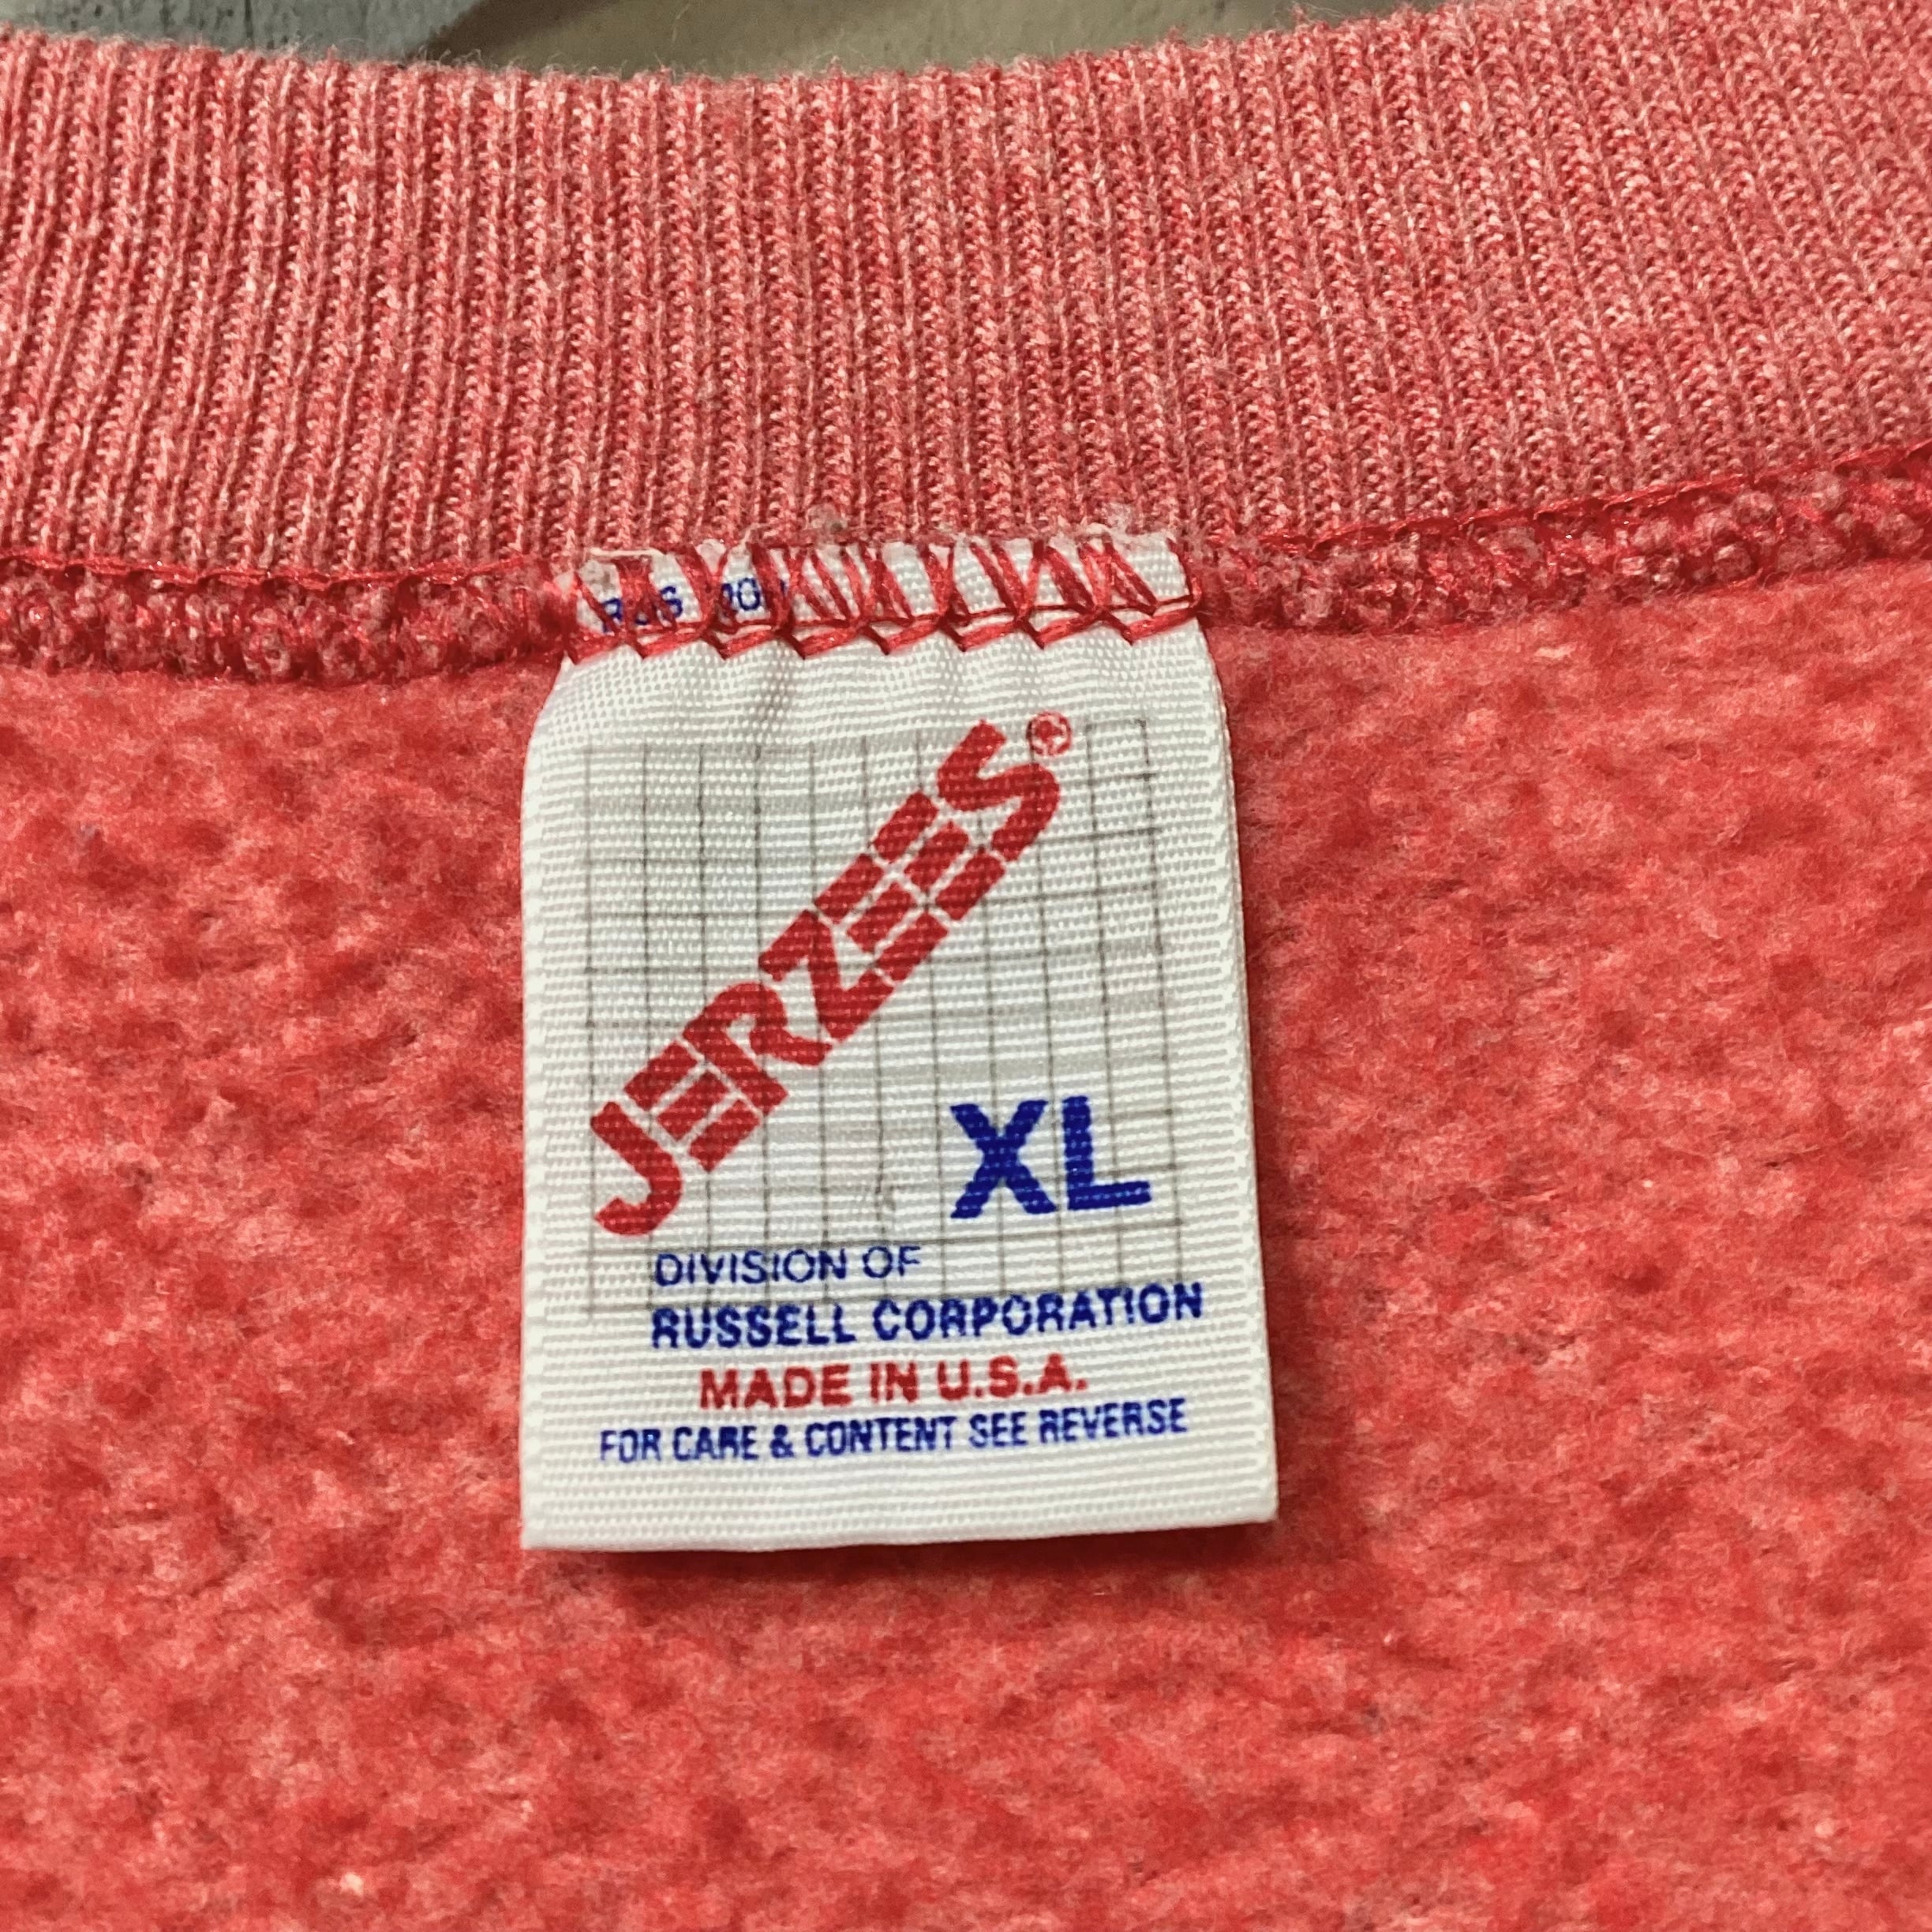 JERZEES®
XL
DIVISION OF
RUSSELL CORPORATION
MADE IN U.S.A.
FOR CARE & CONTENT SEE REVERSE